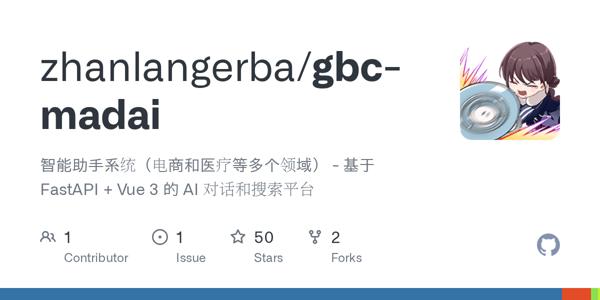 zhanlangerba/gbc-
madai
智能助手系统（电商和医疗等多个领域） - 基于
FastAPI + Vue 3 的 AI 对话和搜索平台
1 1 50 2
Contributor Issue Stars Forks